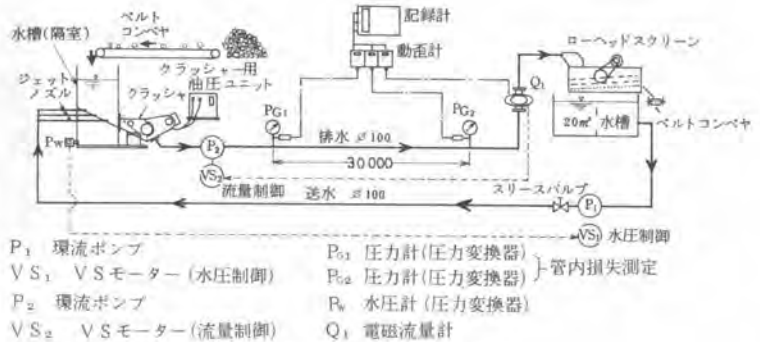 記録計
ベルト
コンベヤ
水槽(隔室)
動歪計
ローヘッドスクリーン
クラッシャー用
油圧ユニット
ジェット
ノズル
クラッシャ
Q₁
P_G1
P_G2
ベルトコンベヤ
20㎥ 水槽
P_W
排水 ⌀100
P₂
30000
VS₂
流量制御
送水 ⌀100
スリースバルブ
P₁
VS₁ 水圧制御
P₁ 環流ポンプ
VS₁ VSモーター(水圧制御)
P₂ 環流ポンプ
VS₂ VSモーター(流量制御)
P_G1 圧力計(圧力変換器)
P_G2 圧力計(圧力変換器)
管内損失測定
P_W 水圧計(圧力変換器)
Q₁ 電磁流量計